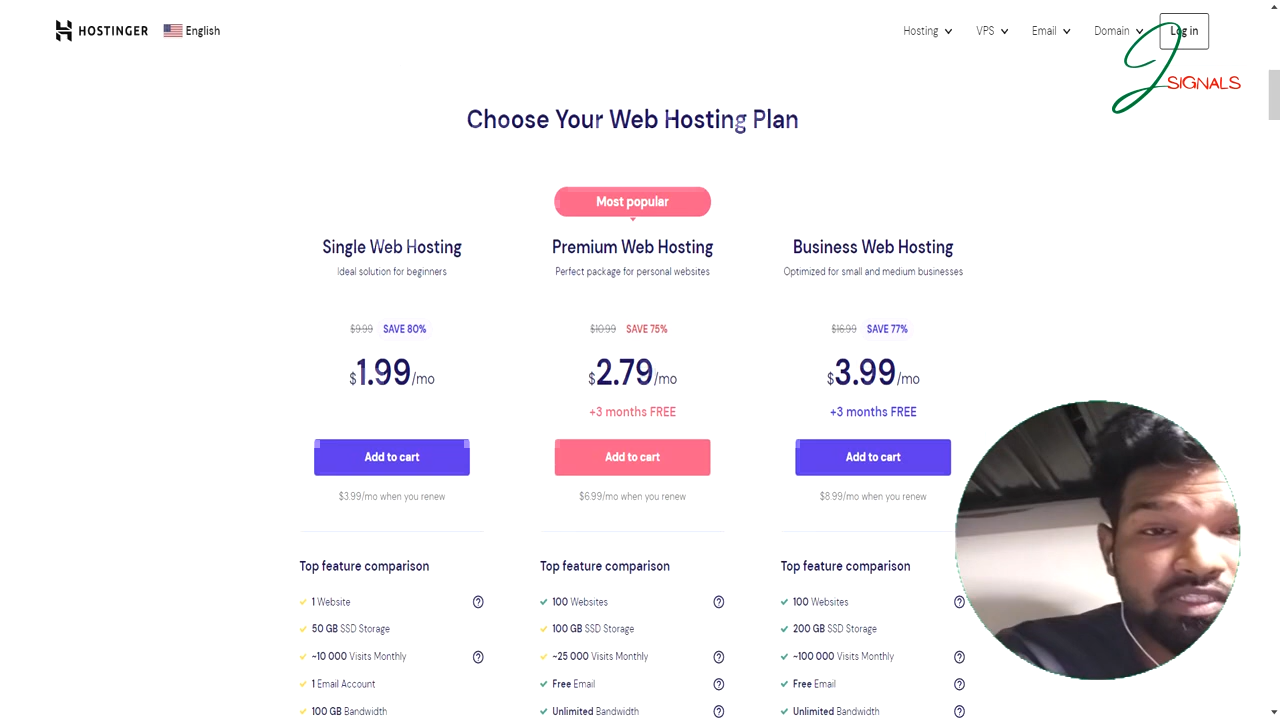 HOSTINGER English Hosting VPS Email Domain Log in
J SIGNALS
Choose Your Web Hosting Plan
Most popular
Single Web Hosting Premium Web Hosting Business Web Hosting
Ideal solution for beginners Perfect package for personal websites Optimized for small and medium businesses
$9.99 SAVE 80% $10.99 SAVE 75% $16.99 SAVE 77%
$1.99/mo $2.79/mo $3.99/mo
+3 months FREE +3 months FREE
Add to cart Add to cart Add to cart
$3.99/mo when you renew $6.99/mo when you renew $8.99/mo when you renew
Top feature comparison Top feature comparison Top feature comparison
1 Website 100 Websites 100 Websites
50 GB SSD Storage 100 GB SSD Storage 200 GB SSD Storage
~10 000 Visits Monthly ~25 000 Visits Monthly ~100 000 Visits Monthly
1 Email Account Free Email Free Email
100 GB Bandwidth Unlimited Bandwidth Unlimited Bandwidth